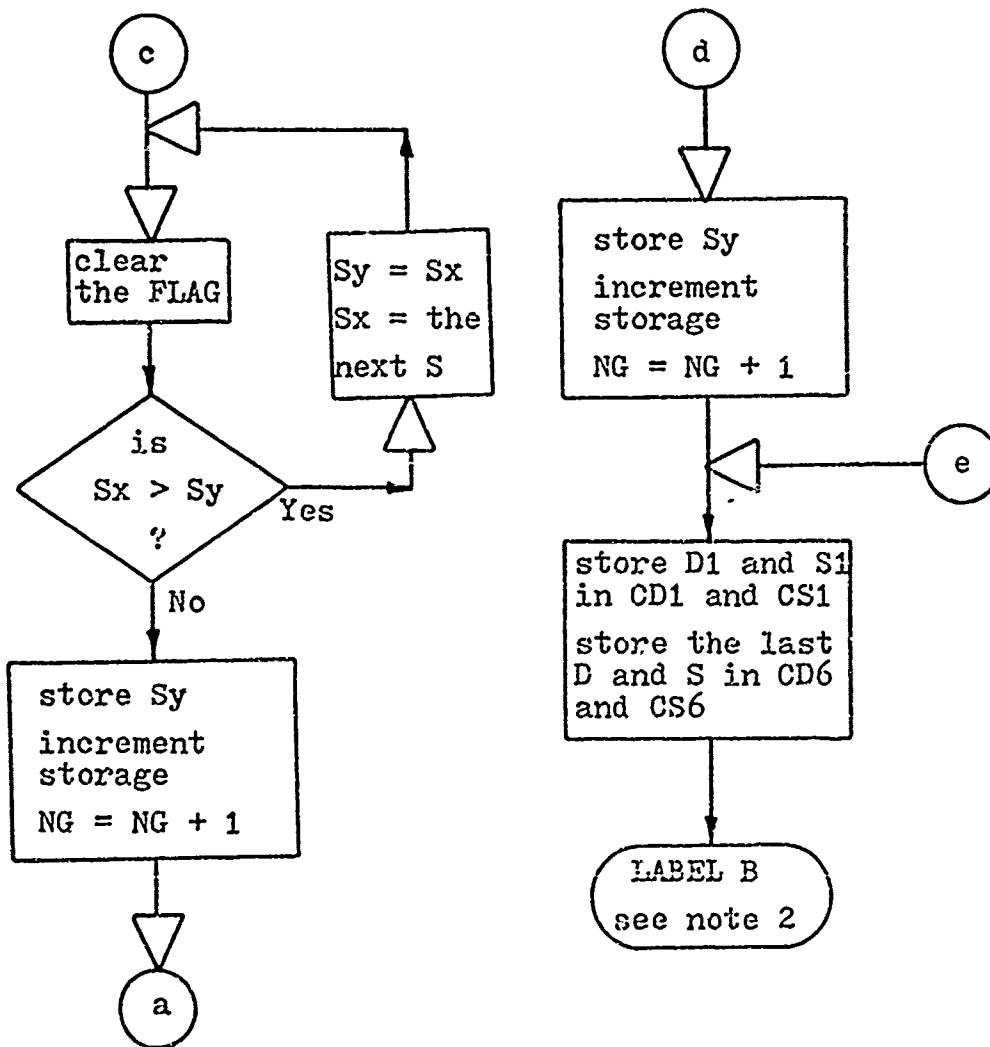 c
clear
the FLAG
is
Sx > Sy
?
Yes
No
Sy = Sx
Sx = the
next S
store Sy
increment
storage
NG = NG + 1
a
d
store Sy
increment
storage
NG = NG + 1
e
store D1 and S1
in CD1 and CS1
store the last
D and S in CD6
and CS6
LABEL B
see note 2